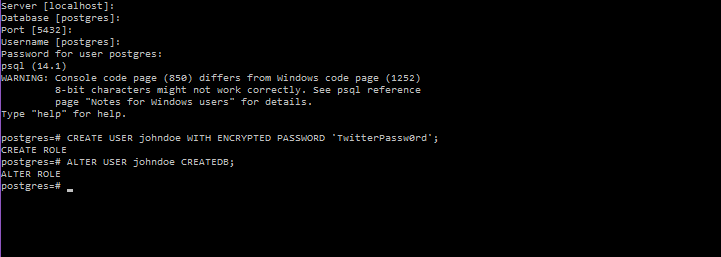 Server [localhost]:
Database [postgres]:
Port [5432]:
Username [postgres]:
Password for user postgres:
psql (14.1)
WARNING: Console code page (850) differs from Windows code page (1252)
         8-bit characters might not work correctly. See psql reference
         page "Notes for Windows users" for details.
Type "help" for help.

postgres=# CREATE USER johndoe WITH ENCRYPTED PASSWORD 'TwitterPassw0rd';
CREATE ROLE
postgres=# ALTER USER johndoe CREATEDB;
ALTER ROLE
postgres=# _